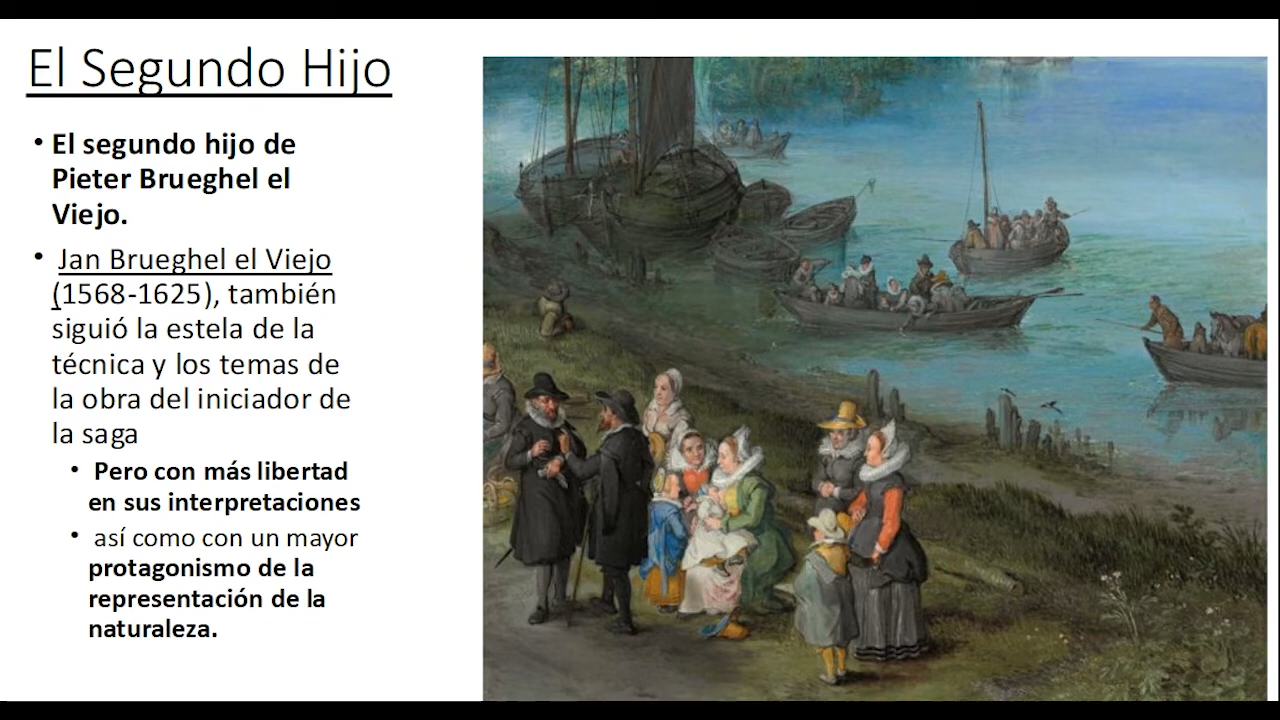 El Segundo Hijo
• El segundo hijo de
Pieter Brueghel el
Viejo.
• Jan Brueghel el Viejo
(1568-1625), también
siguió la estela de la
técnica y los temas de
la obra del iniciador de
la saga
• Pero con más libertad
en sus interpretaciones
• así como con un mayor
protagonismo de la
representación de la
naturaleza.